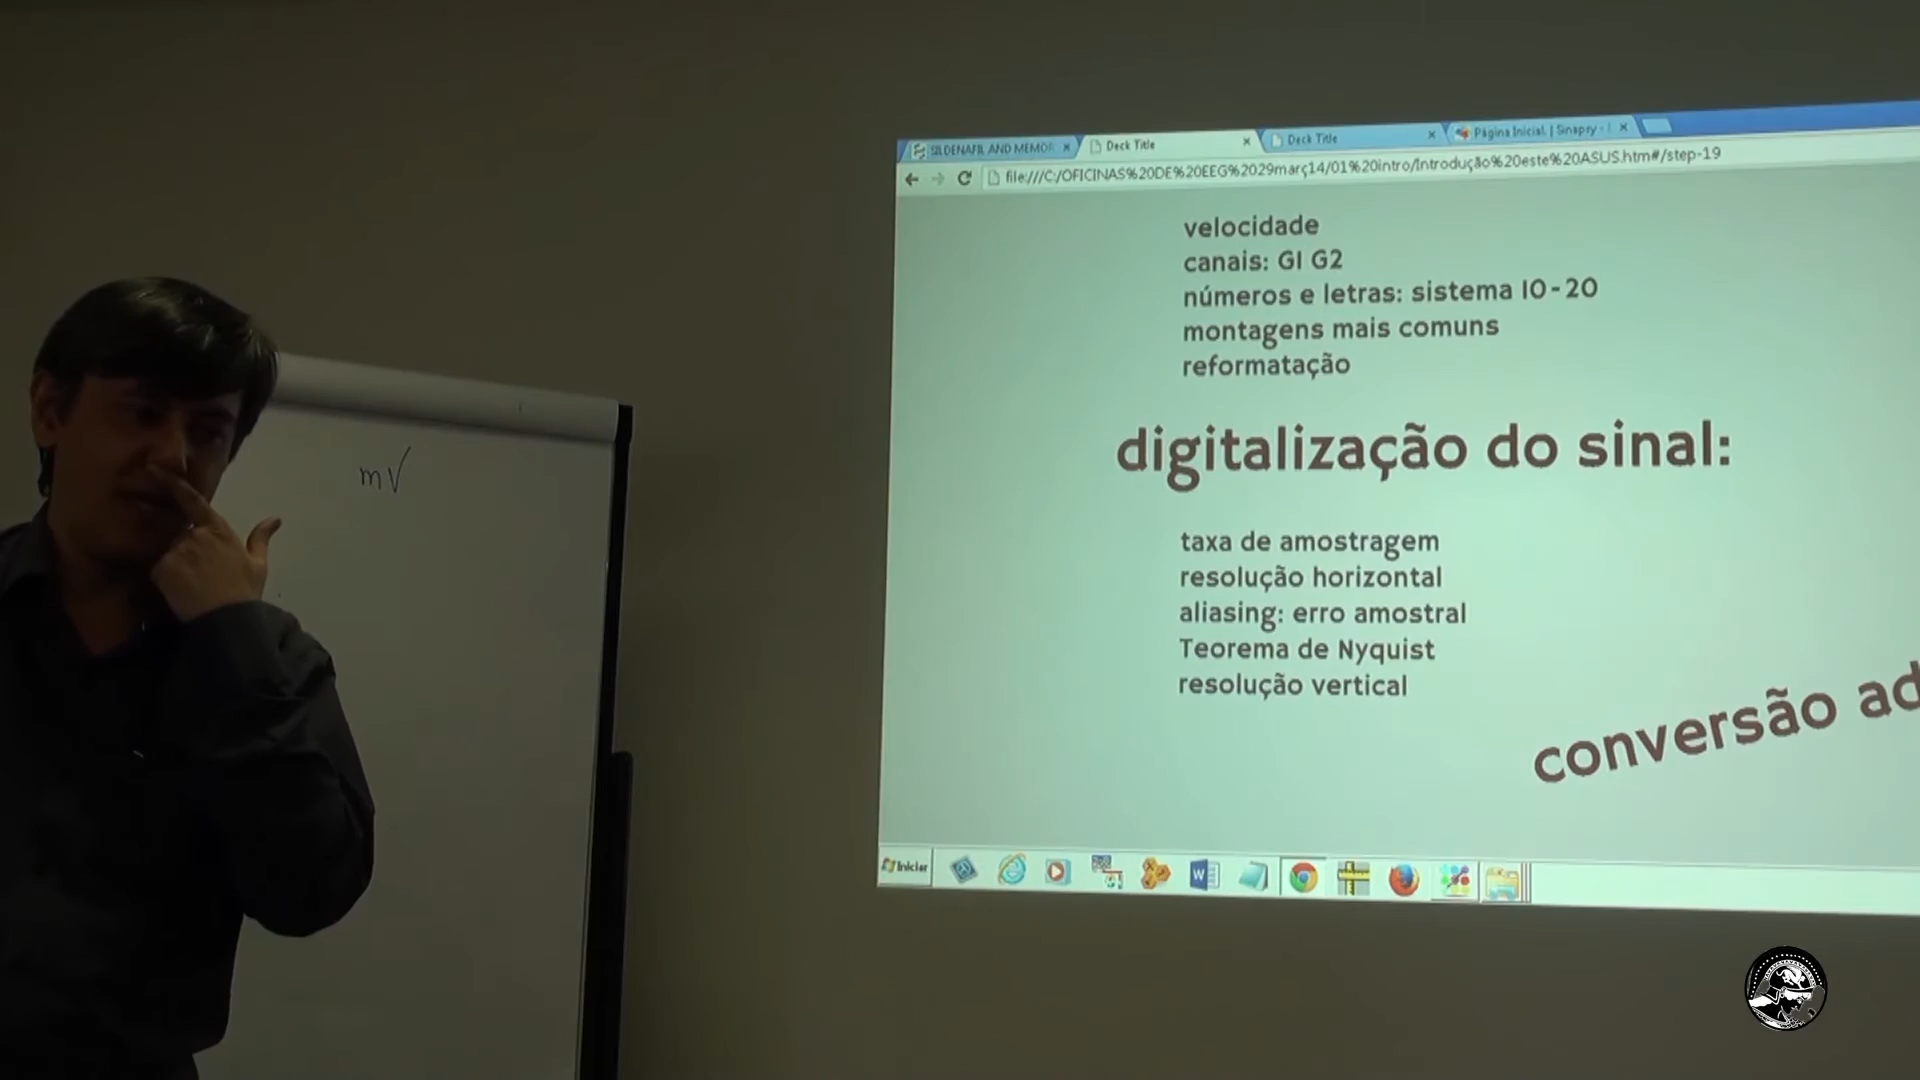 SILDENAFIL AND MEMOR
Deck Title
Deck Title
Página Inicial | Sinapsy -
file:///C:/OFICINAS%20DE%20EEG%2029març14/01%20intro/Introdução%20este%20ASUS.htm#/step-19
velocidade
canais: G1 G2
números e letras: sistema 10-20
montagens mais comuns
reformatação
digitalização do sinal:
taxa de amostragem
resolução horizontal
aliasing: erro amostral
Teorema de Nyquist
resolução vertical
conversão ad
mV
Iniciar